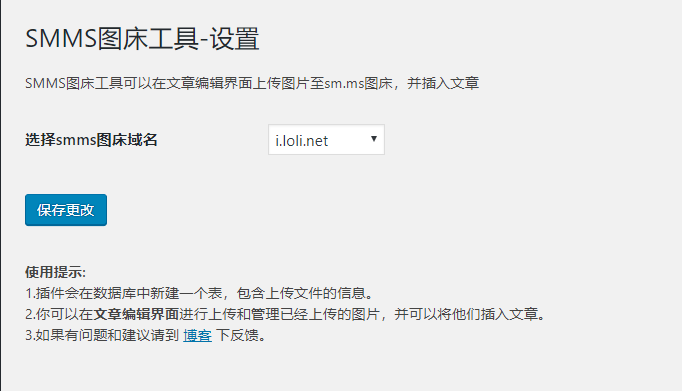 SMMS图床工具-设置
SMMS图床工具可以在文章编辑界面上传图片至sm.ms图床，并插入文章
选择smms图床域名
i.loli.net
保存更改
使用提示:
1.插件会在数据库中新建一个表，包含上传文件的信息。
2.你可以在文章编辑界面进行上传和管理已经上传的图片，并可以将他们插入文章。
3.如果有问题和建议请到 博客 下反馈。